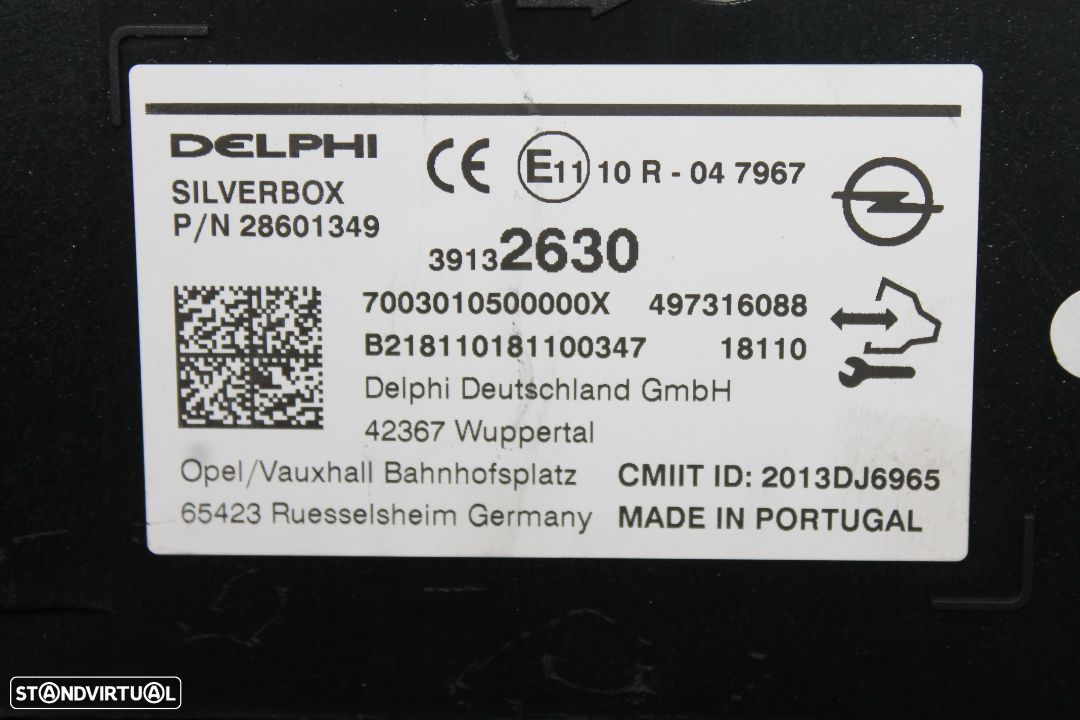 DELPHI
SILVERBOX
P/N 28601349
CE E11 10 R - 04 7967
39132630
7003010500000X 497316088
B218110181100347 18110
Delphi Deutschland GmbH
42367 Wuppertal
Opel/Vauxhall Bahnhofsplatz
65423 Ruesselsheim Germany
CMIIT ID: 2013DJ6965
MADE IN PORTUGAL
STANDVIRTUAL